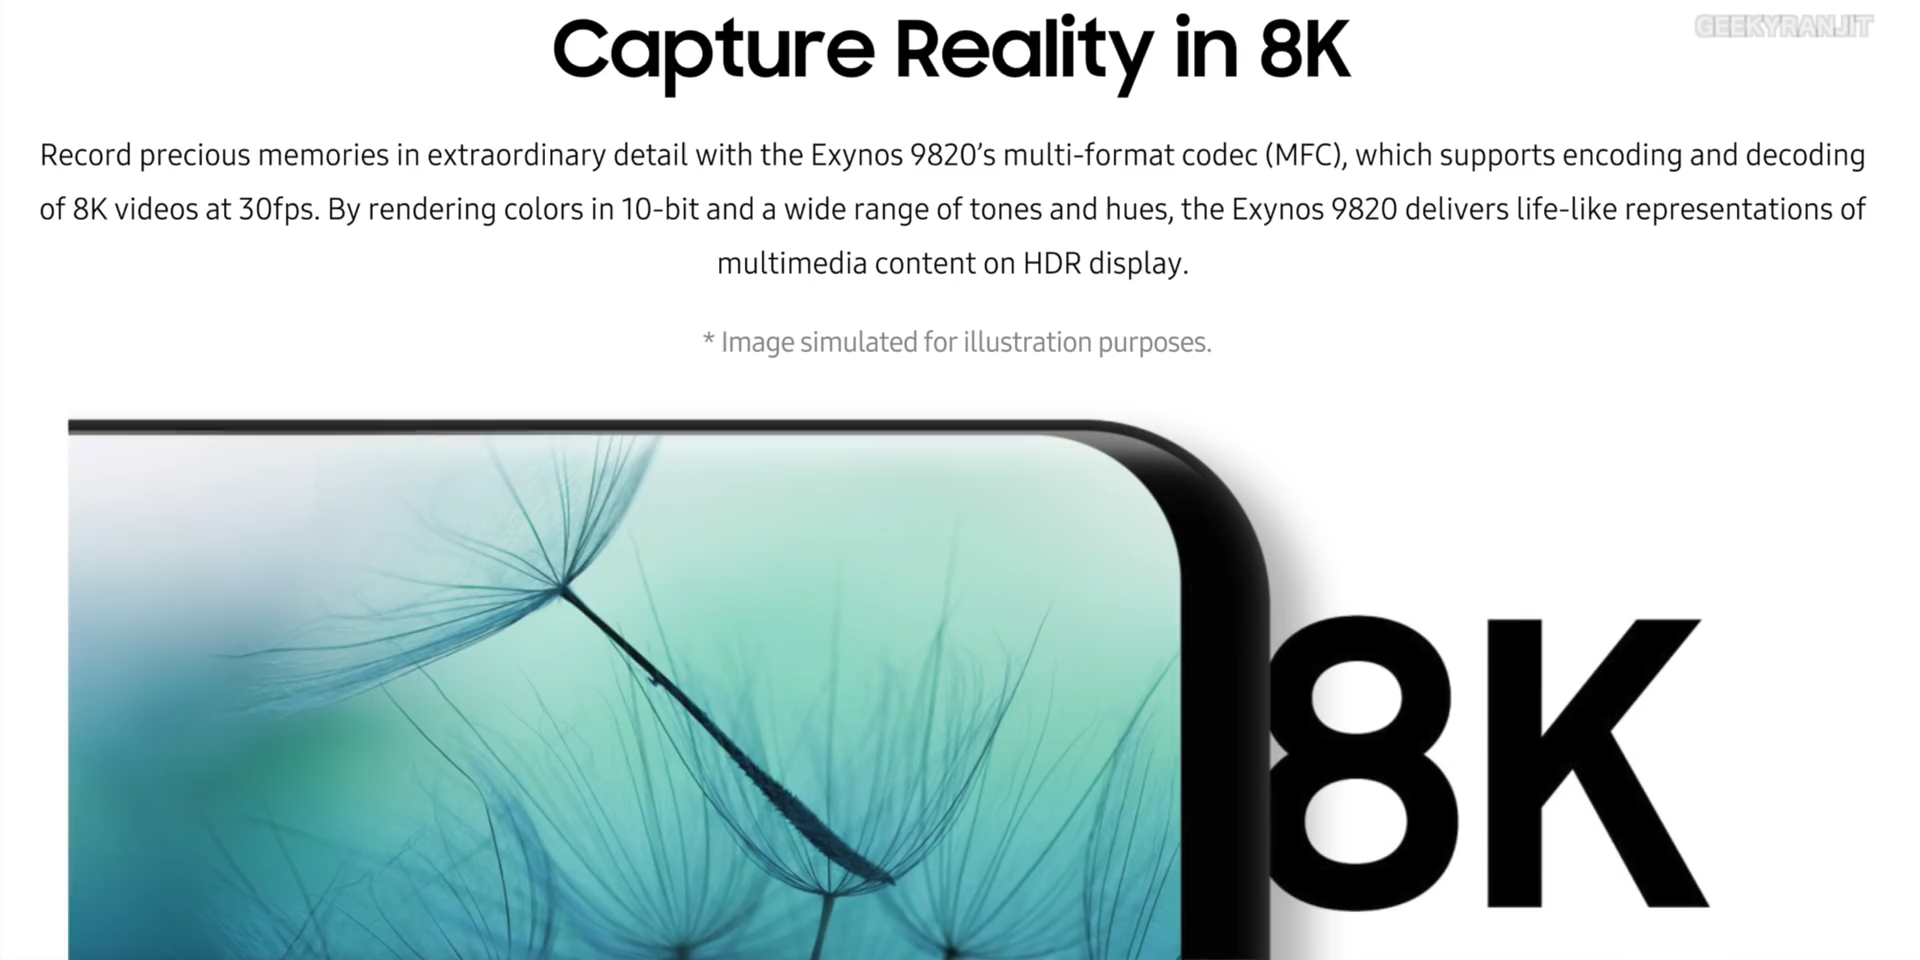 GEEKYRANJIT
Capture Reality in 8K
Record precious memories in extraordinary detail with the Exynos 9820’s multi-format codec (MFC), which supports encoding and decoding
of 8K videos at 30fps. By rendering colors in 10-bit and a wide range of tones and hues, the Exynos 9820 delivers life-like representations of
multimedia content on HDR display.
* Image simulated for illustration purposes.
8K